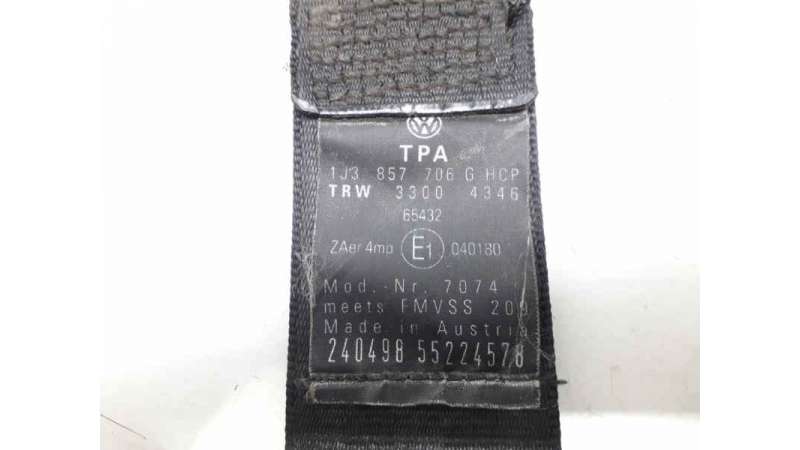 TPA
1J3 857 706 G HCP
TRW 3300 4346
65432
ZAer 4mp E1 040180
Mod.-Nr. 7074
meets FMVSS 209
Made in Austria
240498 55224578